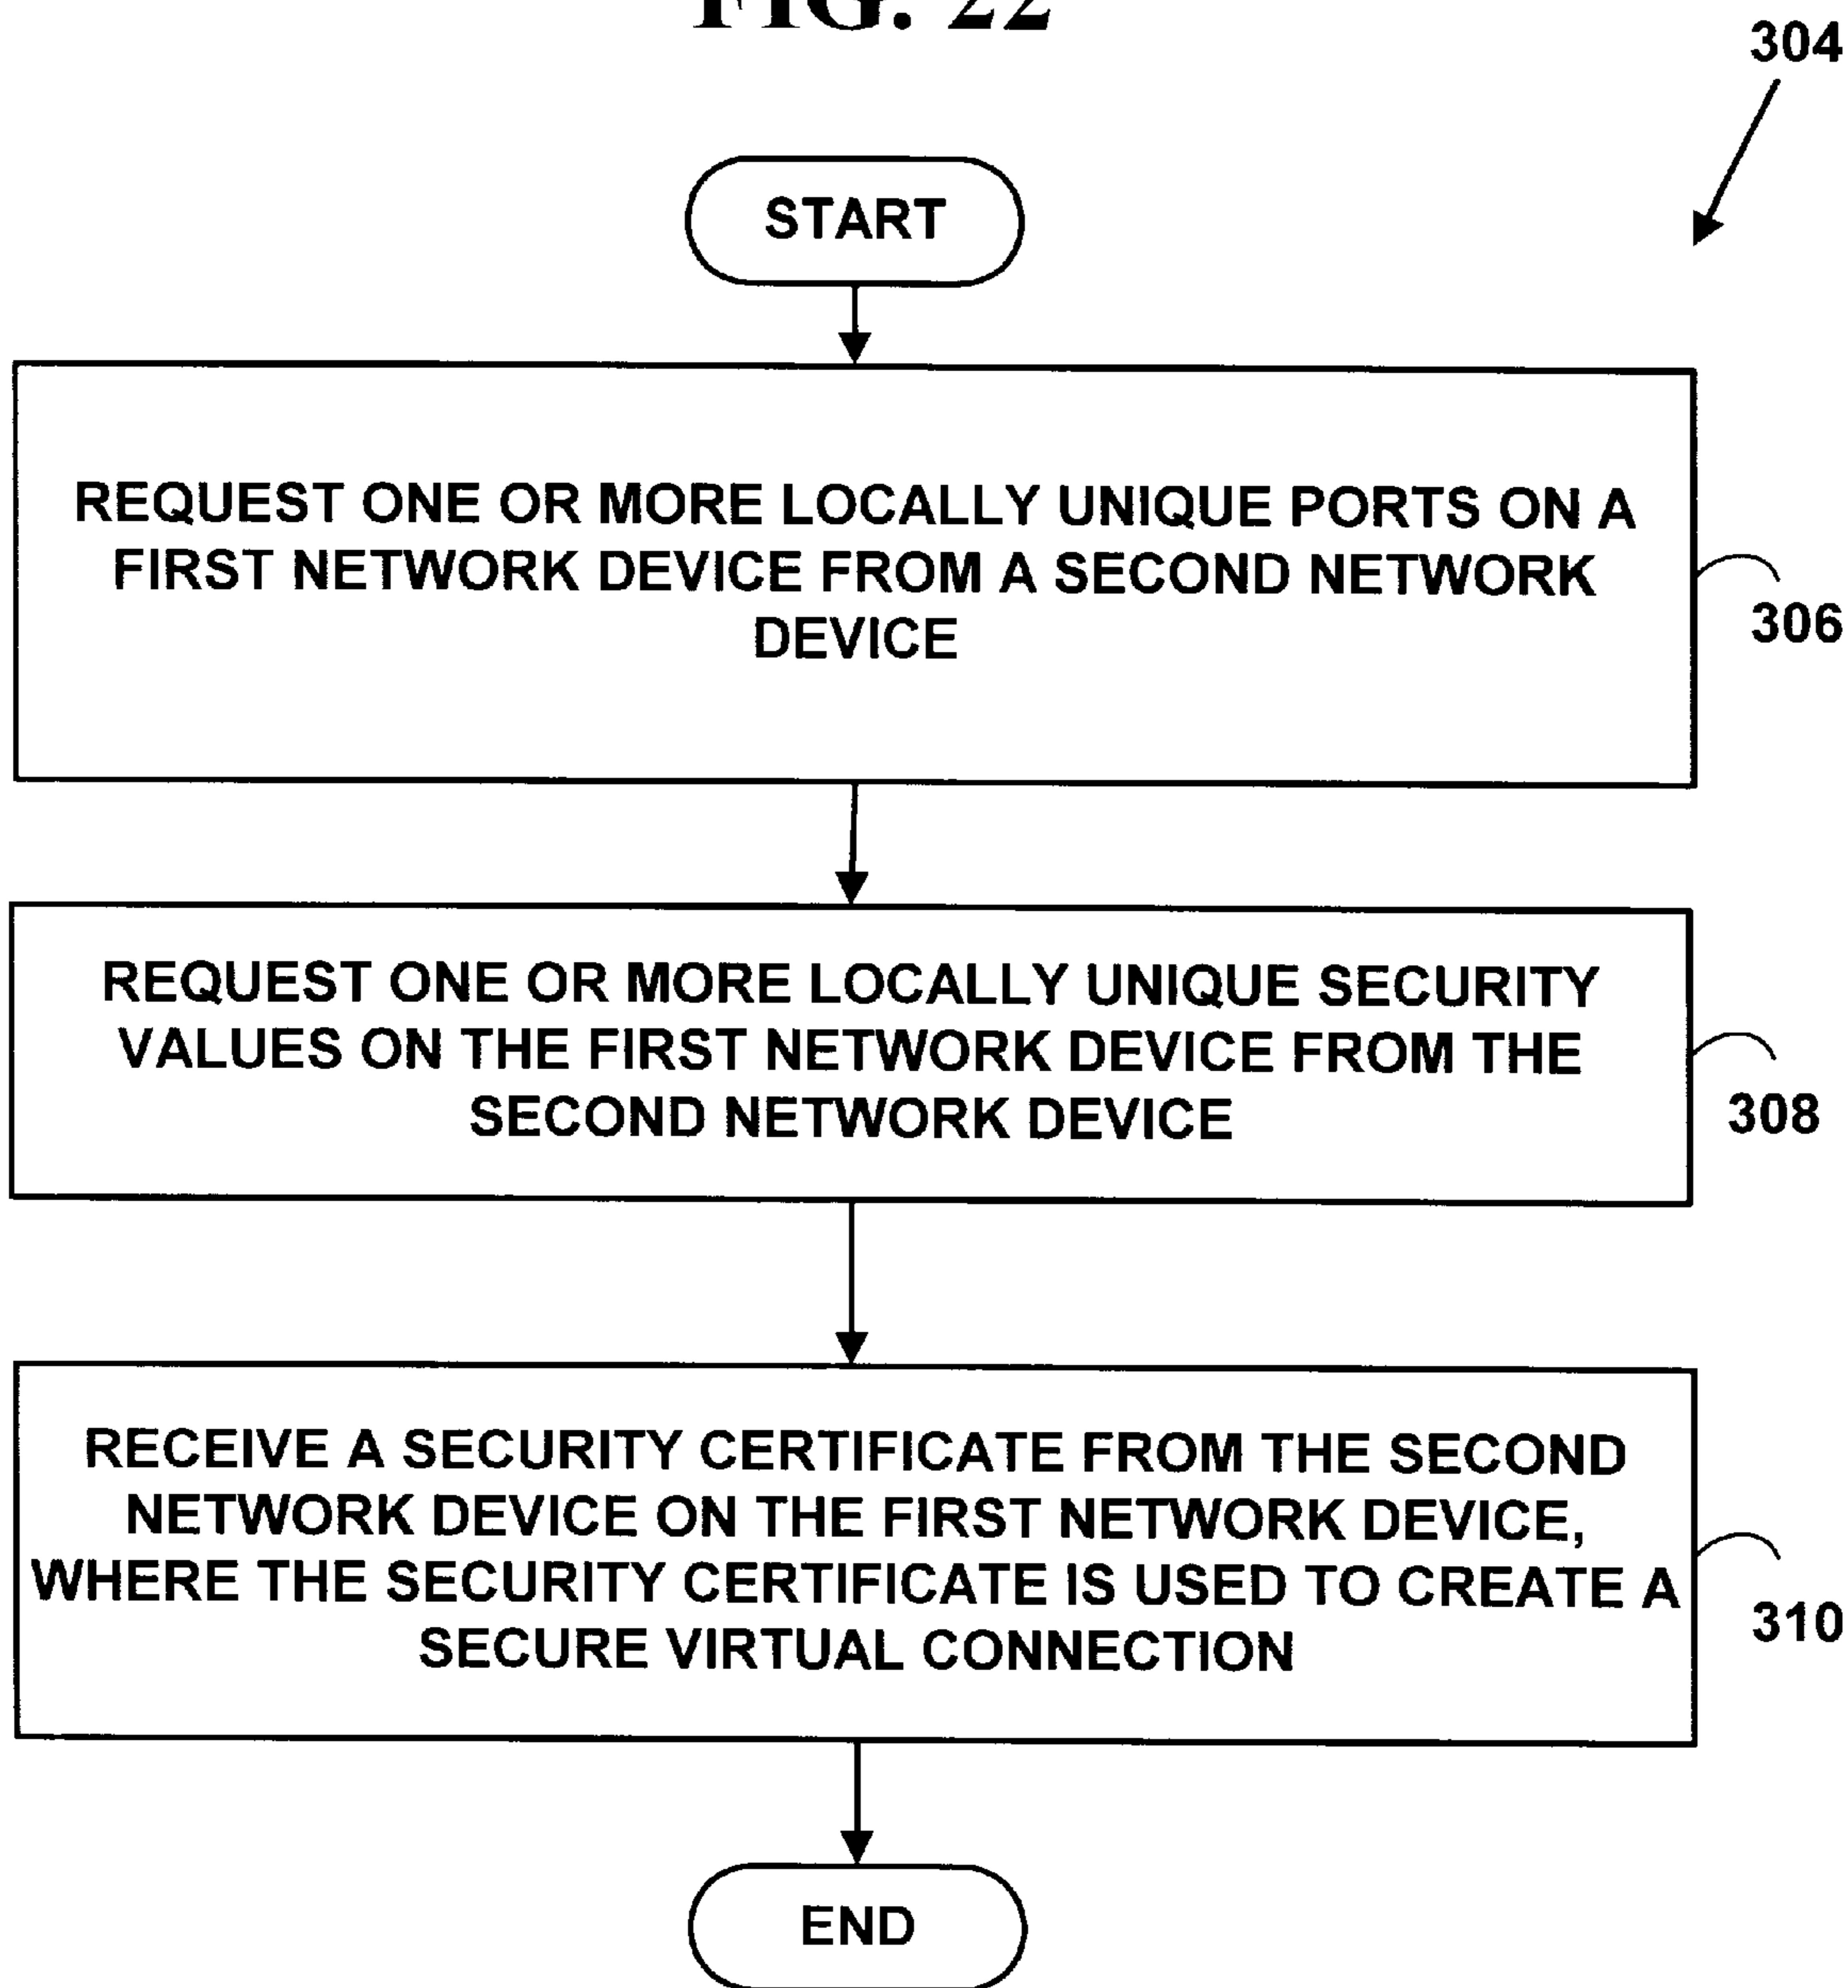 FIG. 22
304
START
REQUEST ONE OR MORE LOCALLY UNIQUE PORTS ON A
FIRST NETWORK DEVICE FROM A SECOND NETWORK
DEVICE
306
REQUEST ONE OR MORE LOCALLY UNIQUE SECURITY
VALUES ON THE FIRST NETWORK DEVICE FROM THE
SECOND NETWORK DEVICE
308
RECEIVE A SECURITY CERTIFICATE FROM THE SECOND
NETWORK DEVICE ON THE FIRST NETWORK DEVICE,
WHERE THE SECURITY CERTIFICATE IS USED TO CREATE A
SECURE VIRTUAL CONNECTION
310
END